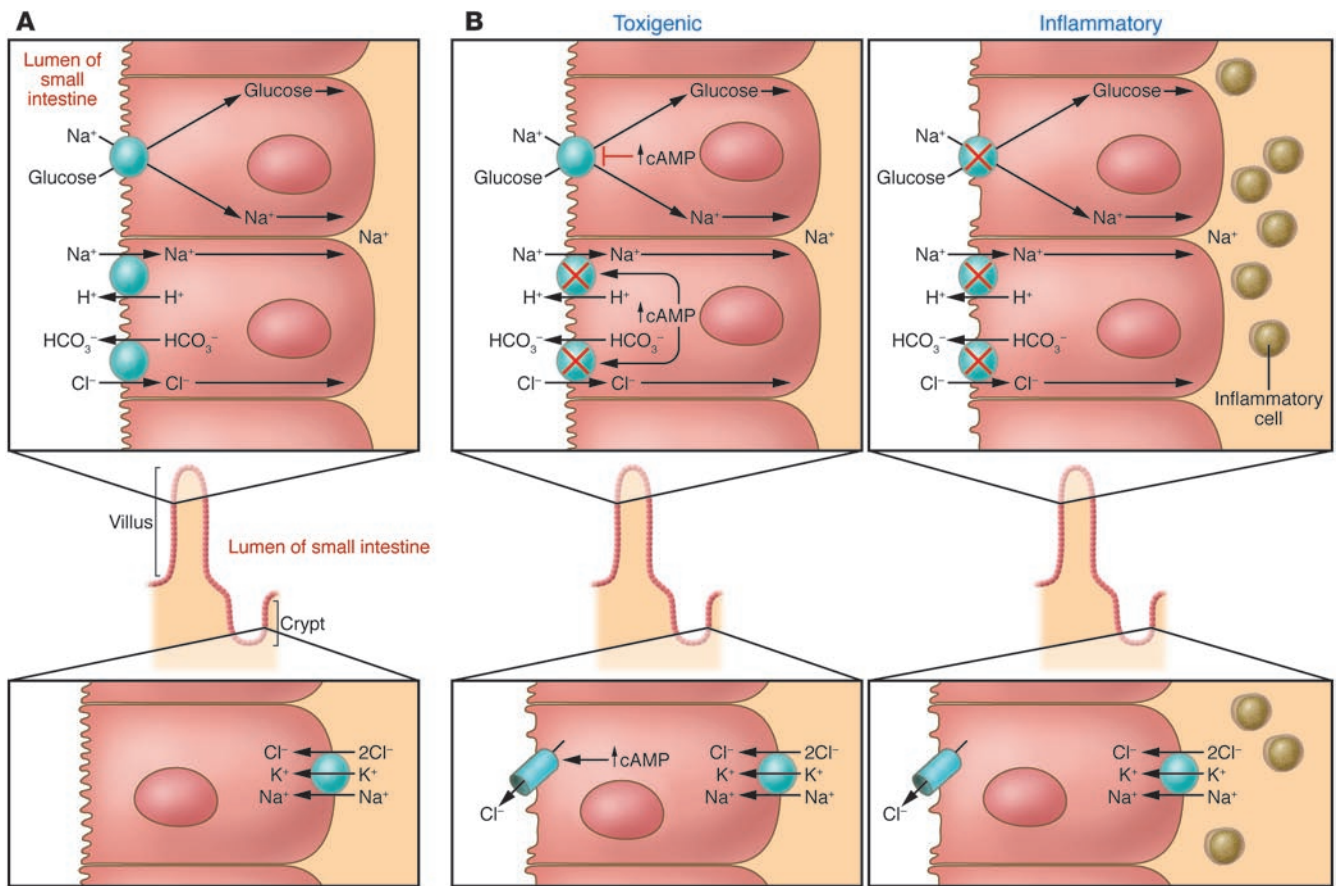 A
Lumen of
small
intestine
Glucose
Na⁺
Glucose
Na⁺
Na⁺
Na⁺ Na⁺
H⁺ H⁺
HCO₃⁻ HCO₃⁻
Cl⁻ Cl⁻
Villus
Lumen of small intestine
Crypt
Cl⁻ 2Cl⁻
K⁺ K⁺
Na⁺ Na⁺
B
Toxigenic
Glucose
Na⁺
cAMP
Glucose
Na⁺
Na⁺
Na⁺ Na⁺
H⁺ H⁺
cAMP
HCO₃⁻ HCO₃⁻
Cl⁻ Cl⁻
cAMP
Cl⁻
Cl⁻ 2Cl⁻
K⁺ K⁺
Na⁺ Na⁺
Inflammatory
Glucose
Na⁺
Glucose
Na⁺
Na⁺
Na⁺ Na⁺
H⁺ H⁺
HCO₃⁻ HCO₃⁻
Cl⁻ Cl⁻
Inflammatory
cell
Cl⁻
Cl⁻ 2Cl⁻
K⁺ K⁺
Na⁺ Na⁺